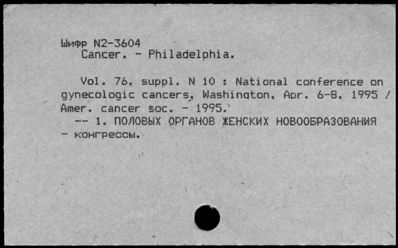 Шифр N2-3604
Cancer. - Philadelphia.
Vol. 76, suppl. N 10 : National conference on
gynecologic cancers, Washington, Apr. 6-8, 1995 /
Amer. cancer soc. - 1995.
-- 1. ПОЛОВЫХ ОРГАНОВ ЖЕНСКИХ НОВООБРАЗОВАНИЯ
- конгрессы.